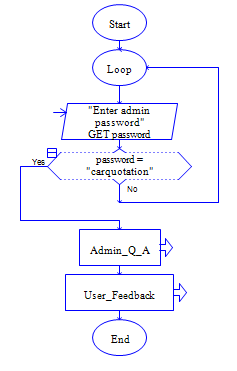 Start
Loop
"Enter admin
password"
GET password
Yes
password =
"carquotation"
No
Admin_Q_A
User_Feedback
End